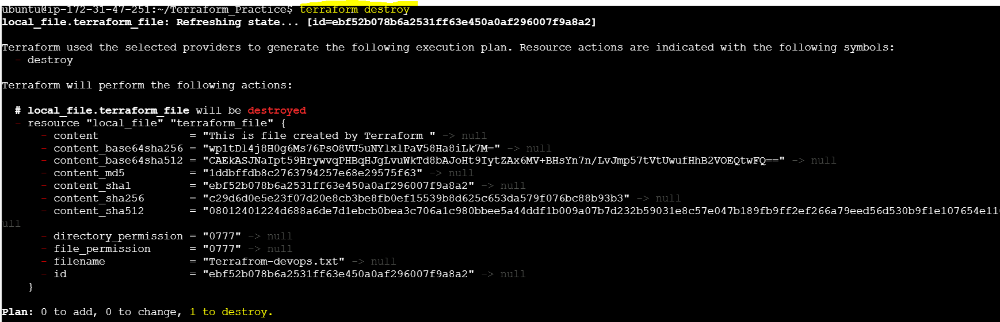 ubuntu@ip-172-31-47-251:~/Terraform_Practice$ terraform destroy
local_file.terraform_file: Refreshing state... [id=ebf52b078b6a2531ff63e450a0af296007f9a8a2]
Terraform used the selected providers to generate the following execution plan. Resource actions are indicated with the following symbols:
- destroy
Terraform will perform the following actions:
# local_file.terraform_file will be destroyed
- resource "local_file" "terraform_file" {
- content = "This is file created by Terraform " -> null
- content_base64sha256 = "wp1tDl4j8H0g6Ms76PsO8VU5uNYlxlPaV58Ha8iLk7M=" -> null
- content_base64sha512 = "CAEkASJNaIpt59HrywvqPHBqHJgLvuWkTd8bAJoHt9IytZAx6MV+BHsYn7n/LvJmp57tVtUwufHhB2VOEQtwFQ==" -> null
- content_md5 = "1ddbffdb8c2763794257e68e29575f63" -> null
- content_sha1 = "ebf52b078b6a2531ff63e450a0af296007f9a8a2" -> null
- content_sha256 = "c29d6d0e5e23f07d20e8cb3be8fb0ef15539b8d625c653da579f076bc88b93b3" -> null
- content_sha512 = "08012401224d688a6de7d1ebcb0bea3c706a1c980bbee5a44ddf1b009a07b7d232b59031e8c57e047b189fb9ff2ef266a79eed56d530b9f1e107654e110
ull
- directory_permission = "0777" -> null
- file_permission = "0777" -> null
- filename = "Terrafrom-devops.txt" -> null
- id = "ebf52b078b6a2531ff63e450a0af296007f9a8a2" -> null
}
Plan: 0 to add, 0 to change, 1 to destroy.